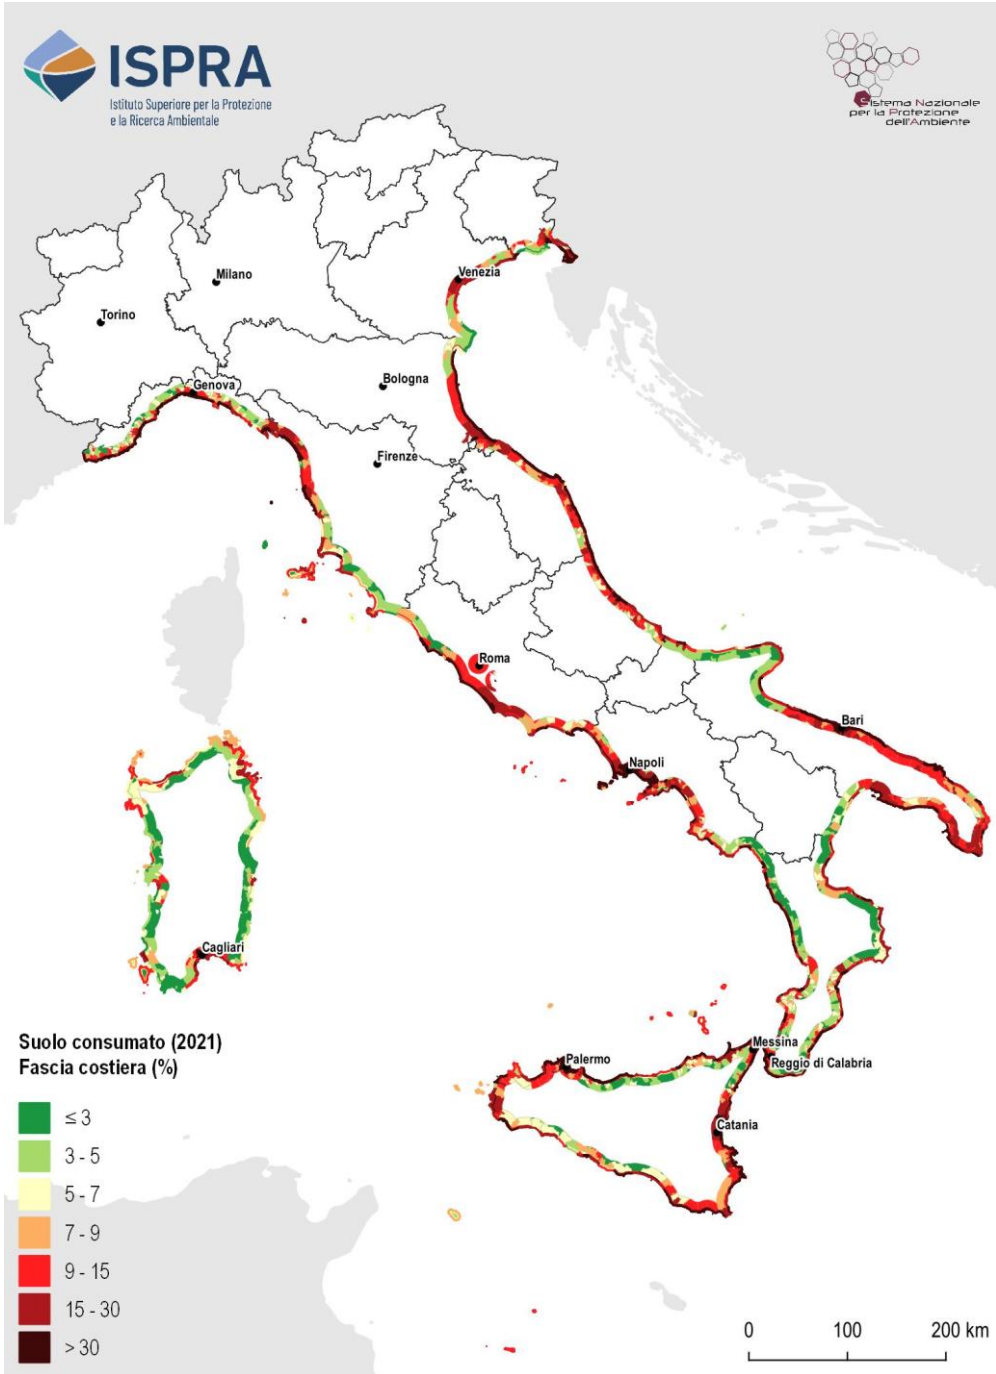 ISPRA
Istituto Superiore per la Protezione
e la Ricerca Ambientale
Sistema Nazionale
per la Protezione
dell'Ambiente
Milano
Venezia
Torino
Bologna
Genova
Firenze
Roma
Bari
Napoli
Cagliari
Messina
Palermo
Reggio di Calabria
Catania
Suolo consumato (2021)
Fascia costiera (%)
≤ 3
3 - 5
5 - 7
7 - 9
9 - 15
15 - 30
> 30
0 100 200 km